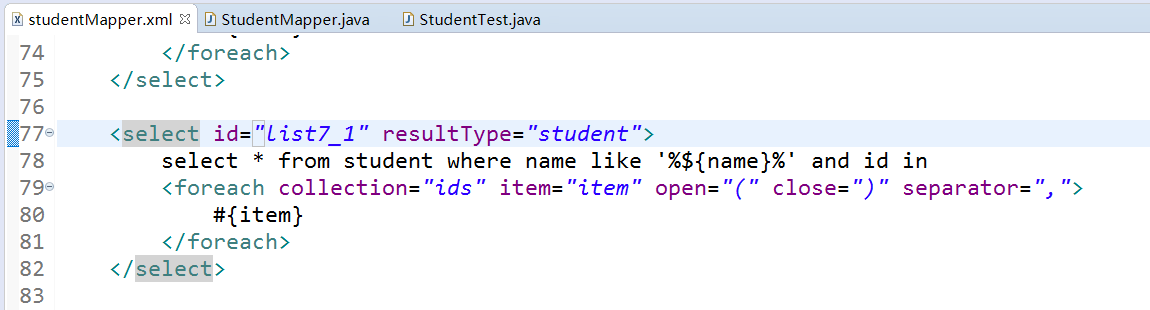 studentMapper.xml StudentMapper.java StudentTest.java
74 </foreach>
75 </select>
76
77 <select id="list7_1" resultType="student">
78 select * from student where name like '%${name}%' and id in
79 <foreach collection="ids" item="item" open="(" close=")" separator=",">
80 #{item}
81 </foreach>
82 </select>
83